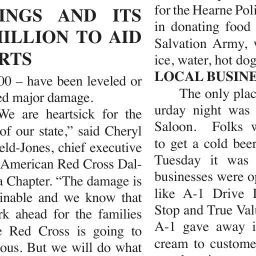 INGS AND ITS
ILLION TO AID
RTS
00 – have been leveled or
ed major damage.
We are heartsick for the
of our state,” said Cheryl
eld-Jones, chief executive
American Red Cross Dal-
a Chapter. “The damage is
inable and we know that
rk ahead for the families
e Red Cross is going to
ous. But we will do what
for the Hearne Poli
in donating food
Salvation Army, w
ice, water, hot dog
LOCAL BUSINE
The only plac
urday night was
Saloon. Folks w
to get a cold beer
Tuesday it was
businesses were op
like A-1 Drive I
Stop and True Valu
A-1 gave away i
cream to custome